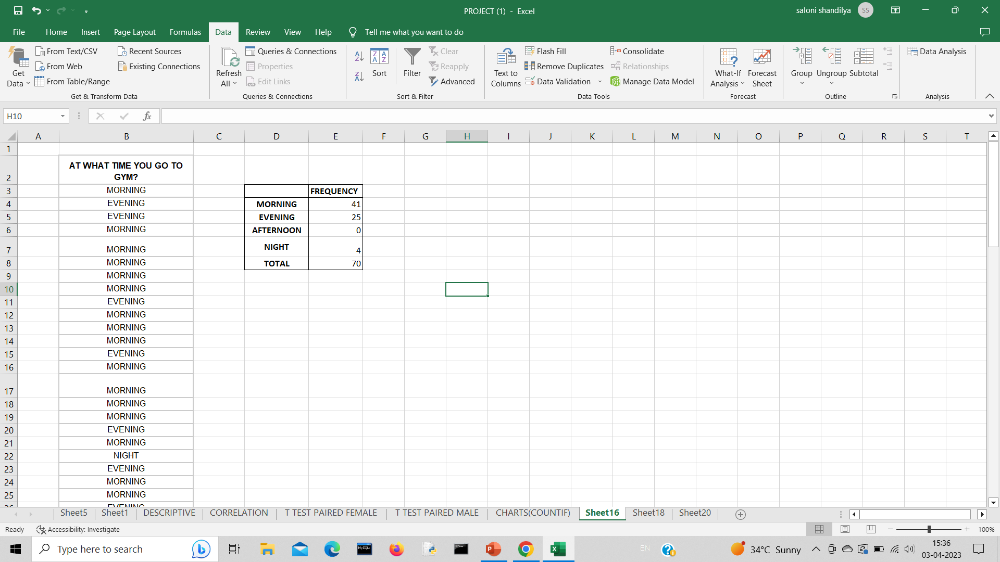 PROJECT (1) - Excel
saloni shandilya SS
File Home Insert Page Layout Formulas Data Review View Help Tell me what you want to do
Get Data
From Text/CSV
From Web
From Table/Range
Recent Sources
Existing Connections
Get & Transform Data
Refresh All
Queries & Connections
Properties
Edit Links
Queries & Connections
Sort
Filter
Clear
Reapply
Advanced
Sort & Filter
Text to Columns
Flash Fill
Remove Duplicates
Data Validation
Consolidate
Relationships
Manage Data Model
Data Tools
What-If Analysis
Forecast Sheet
Forecast
Group
Ungroup
Subtotal
Outline
Data Analysis
Analysis
H10
fx
A B C D E F G H I J K L M N O P Q R S T
1
2 AT WHAT TIME YOU GO TO
GYM?
3 MORNING FREQUENCY
4 EVENING MORNING 41
5 EVENING EVENING 25
6 MORNING AFTERNOON 0
7 MORNING NIGHT 4
8 MORNING TOTAL 70
9 MORNING
10 MORNING
11 EVENING
12 MORNING
13 MORNING
14 MORNING
15 EVENING
16 MORNING
17 MORNING
18 MORNING
19 MORNING
20 EVENING
21 MORNING
22 NIGHT
23 EVENING
24 MORNING
25 MORNING
26 EVENING
Sheet5 Sheet1 DESCRIPTIVE CORRELATION T TEST PAIRED FEMALE T TEST PAIRED MALE CHARTS(COUNTIF) Sheet16 Sheet18 Sheet20
Ready Accessibility: Investigate 100%
Type here to search
MySQL
EN
34°C Sunny
15:36
03-04-2023